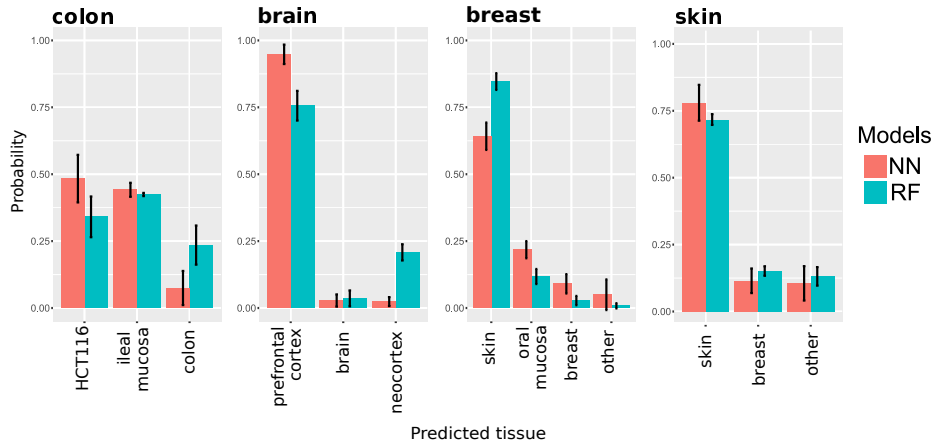 colon
brain
breast
skin
Probability
1.00
0.75
0.50
0.25
0.00
HCT116
ileal
mucosa
colon
1.00
0.75
0.50
0.25
0.00
prefrontal
cortex
brain
neocortex
1.00
0.75
0.50
0.25
0.00
skin
oral
mucosa
breast
other
1.00
0.75
0.50
0.25
0.00
skin
breast
other
Models
NN
RF
Predicted tissue